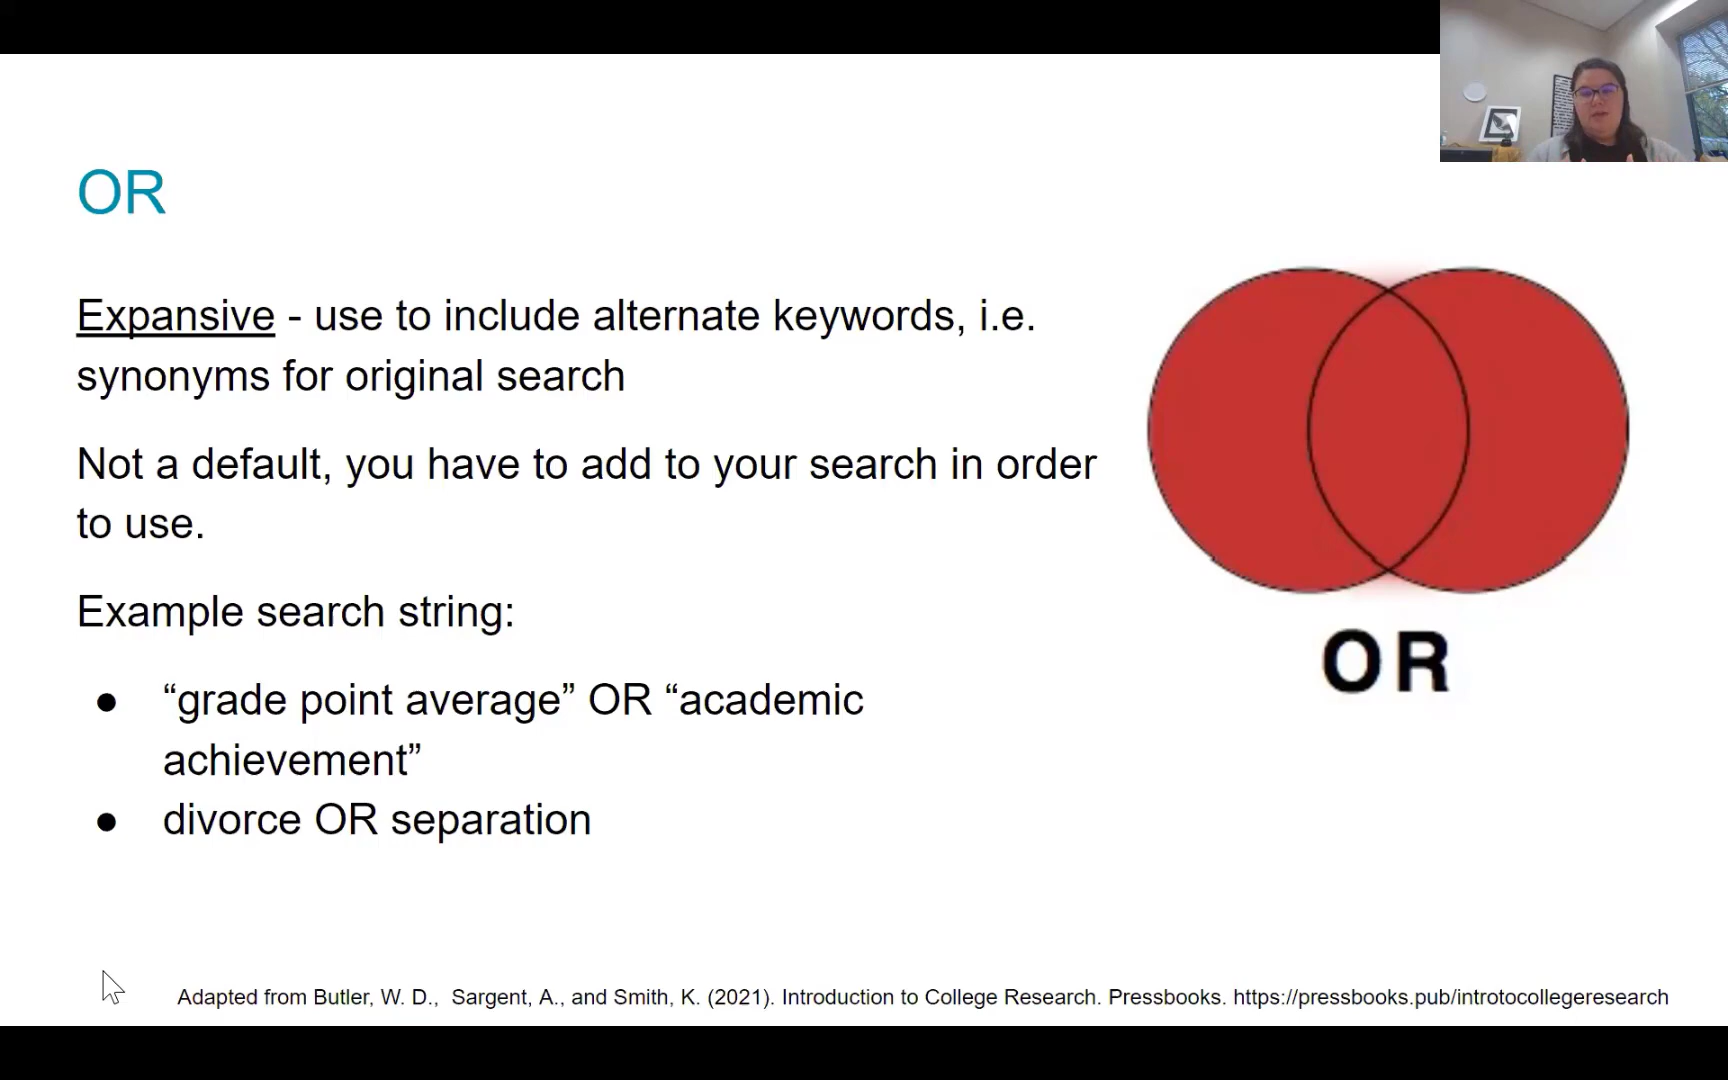 OR
Expansive - use to include alternate keywords, i.e.
synonyms for original search
Not a default, you have to add to your search in order
to use.
Example search string:
● “grade point average” OR “academic
achievement”
● divorce OR separation
OR
Adapted from Butler, W. D.,  Sargent, A., and Smith, K. (2021). Introduction to College Research. Pressbooks. https://pressbooks.pub/introtocollegeresearch